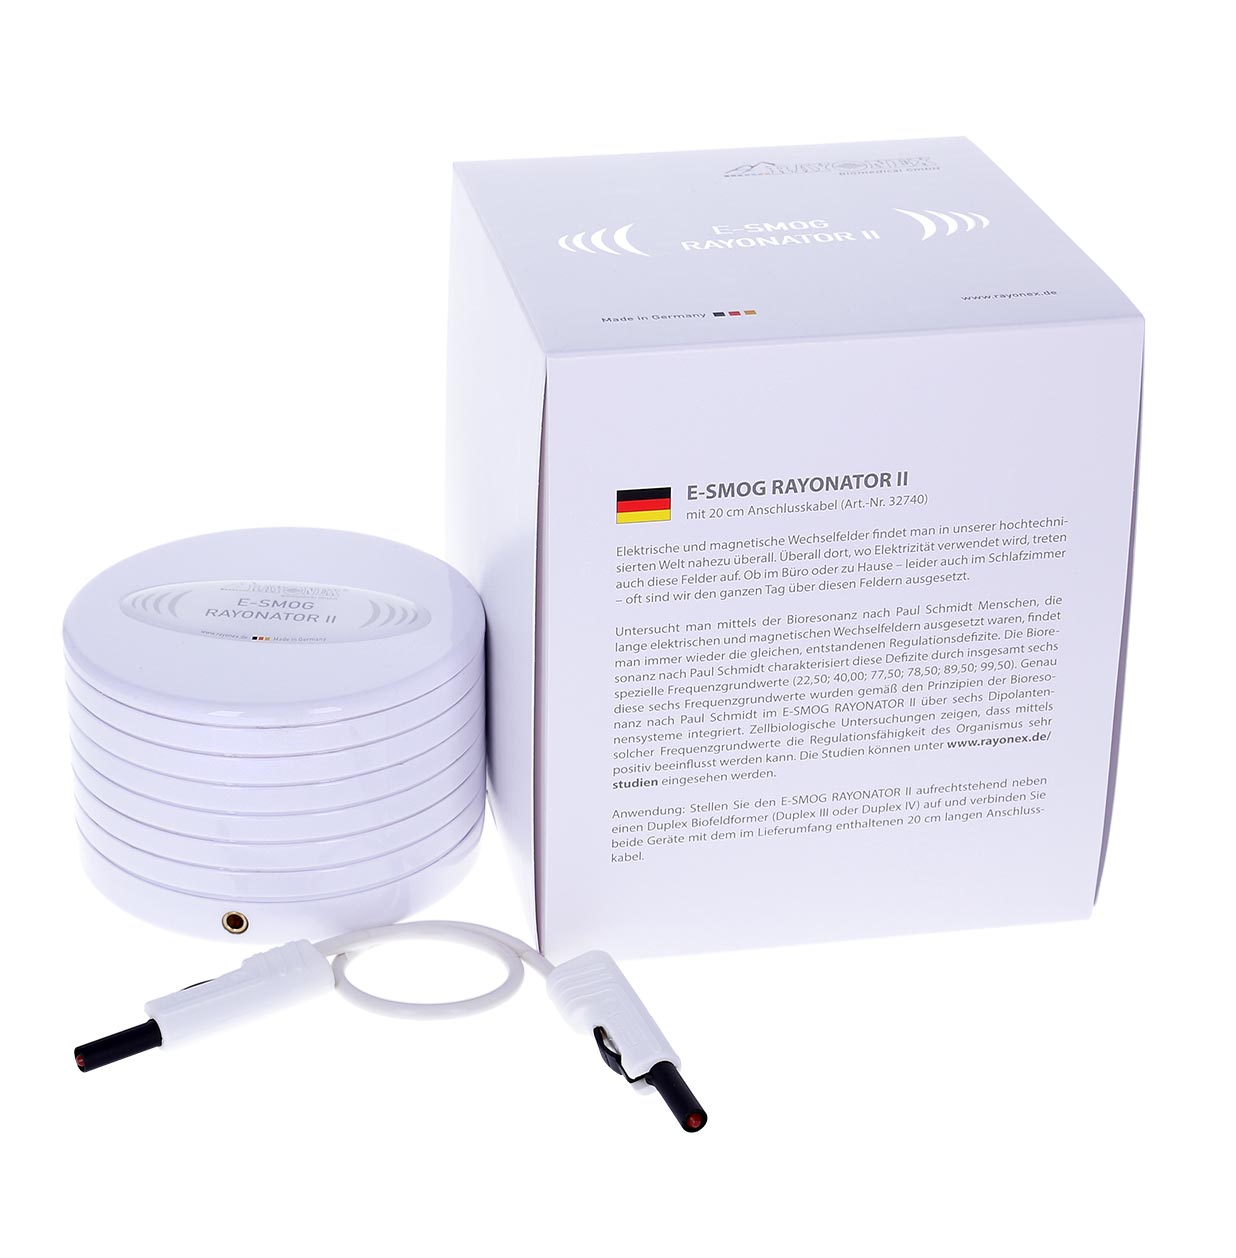 RAYONEX
Biomedical GmbH
E-SMOG
RAYONATOR II
Made in Germany
www.rayonex.de
E-SMOG RAYONATOR II
mit 20 cm Anschlusskabel (Art.-Nr. 32740)
Elektrische und magnetische Wechselfelder findet man in unserer hochtechni-
sierten Welt nahezu überall. Überall dort, wo Elektrizität verwendet wird, treten
auch diese Felder auf. Ob im Büro oder zu Hause – leider auch im Schlafzimmer
– oft sind wir den ganzen Tag über diesen Feldern ausgesetzt.
Untersucht man mittels der Bioresonanz nach Paul Schmidt Menschen, die
lange elektrischen und magnetischen Wechselfeldern ausgesetzt waren, findet
man immer wieder die gleichen, entstandenen Regulationsdefizite. Die Biore-
sonanz nach Paul Schmidt charakterisiert diese Defizite durch insgesamt sechs
spezielle Frequenzgrundwerte (22,50; 40,00; 77,50; 78,50; 89,50; 99,50). Genau
diese sechs Frequenzgrundwerte wurden gemäß den Prinzipien der Bioreso-
nanz nach Paul Schmidt im E-SMOG RAYONATOR II über sechs Dipolanten-
nensysteme integriert. Zellbiologische Untersuchungen zeigen, dass mittels
solcher Frequenzgrundwerte die Regulationsfähigkeit des Organismus sehr
positiv beeinflusst werden kann. Die Studien können unter www.rayonex.de/
studien eingesehen werden.
Anwendung: Stellen Sie den E-SMOG RAYONATOR II aufrechtstehend neben
einen Duplex Biofeldformer (Duplex III oder Duplex IV) auf und verbinden Sie
beide Geräte mit dem im Lieferumfang enthaltenen 20 cm langen Anschluss-
kabel.
RAYONEX
E-SMOG
RAYONATOR II
www.rayonex.de Made in Germany